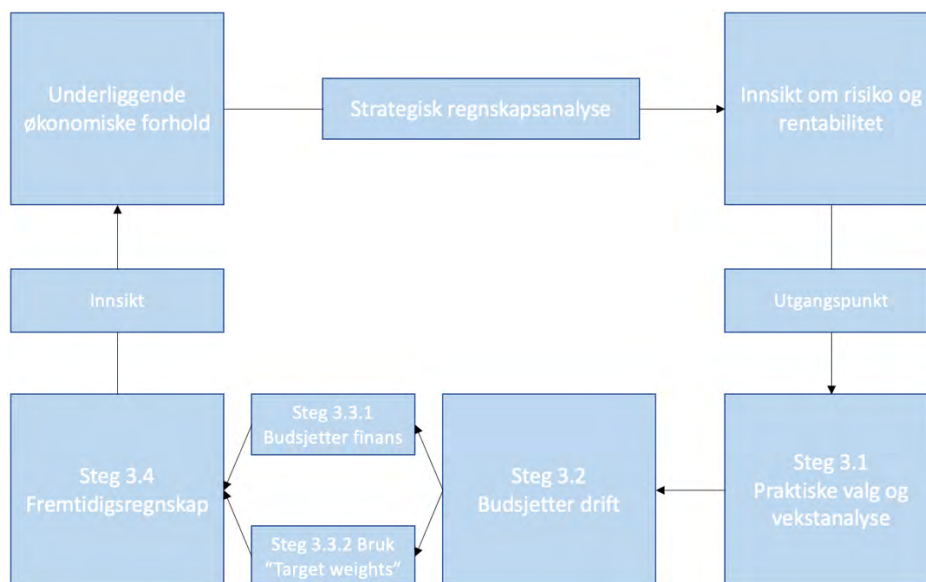 Underliggende
økonomiske forhold
Strategisk regnskapsanalyse
Innsikt om risiko og
rentabilitet
Innsikt
Utgangspunkt
Steg 3.4
Fremtidigsregnskap
Steg 3.3.1
Budsjetter finans
Steg 3.3.2 Bruk
“Target weights”
Steg 3.2
Budsjetter drift
Steg 3.1
Praktiske valg og
vekstanalyse